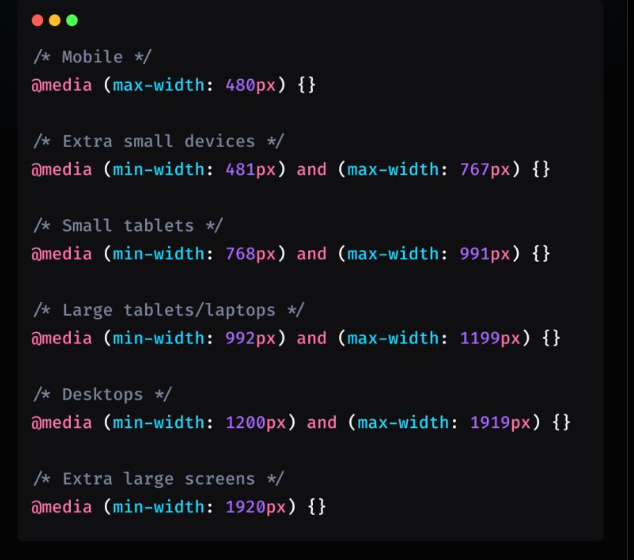 /* Mobile */
@media (max-width: 480px) {}
/* Extra small devices */
@media (min-width: 481px) and (max-width: 767px) {}
/* Small tablets */
@media (min-width: 768px) and (max-width: 991px) {}
/* Large tablets/laptops */
@media (min-width: 992px) and (max-width: 1199px) {}
/* Desktops */
@media (min-width: 1200px) and (max-width: 1919px) {}
/* Extra large screens */
@media (min-width: 1920px) {}